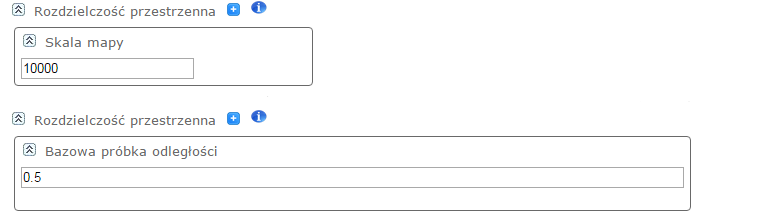 Rozdzielczość przestrzenna
Skala mapy
10000
Rozdzielczość przestrzenna
Bazowa próbka odległości
0.5